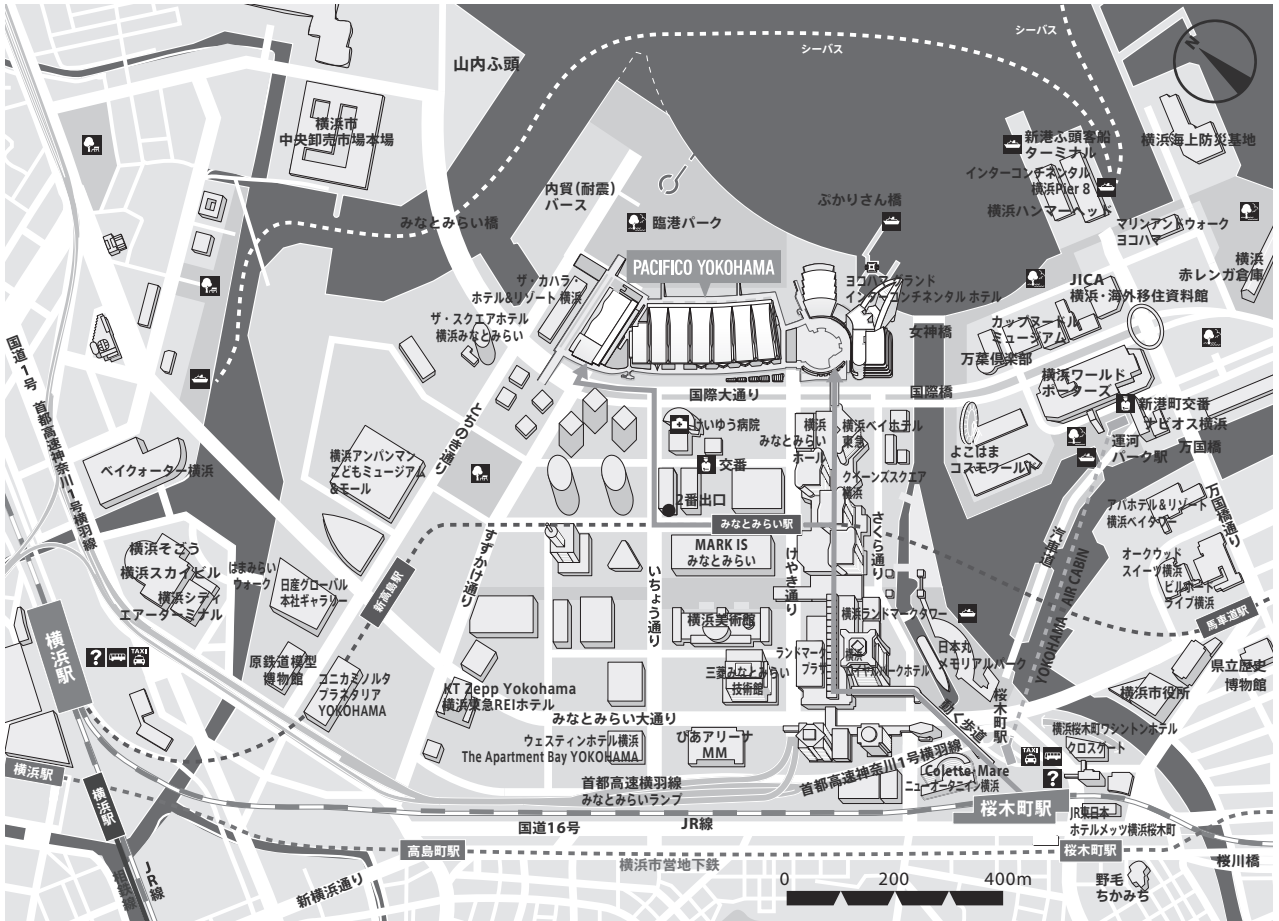 シーバス
シーバス
N
山内ふ頭
横浜市
中央卸売市場本場
新港ふ頭客船
ターミナル
横浜海上防災基地
インターコンチネンタル
横浜Pier 8
横浜ハンマーヘッド
内貿(耐震)
バース
みなとみらい橋
臨港パーク
ぷかりさん橋
マリンアンドウォーク
ヨコハマ
横浜
赤レンガ倉庫
PACIFICO YOKOHAMA
ザ・カハラ
ホテル&リゾート 横浜
ヨコハマ グランド
インターコンチネンタル ホテル
JICA
横浜・海外移住資料館
ザ・スクエアホテル
横浜みなとみらい
女神橋
カップヌードル
ミュージアム
万葉倶楽部
国道1号
首都高速神奈川1号横羽線
国際大通り
国際橋
横浜ワールド
ポーターズ
とちのき通り
けいゆう病院
横浜
みなとみらい
ホール
横浜ベイホテル
東急
新港町交番
ナビオス横浜
運河
パーク駅
万国橋
よこはま
コスモワールド
ベイクォーター横浜
横浜アンパンマン
こどもミュージアム
&モール
交番
クイーンズスクエア
横浜
2番出口
アパホテル&リゾート
横浜ベイタワー
万国橋通り
みなとみらい駅
さくら通り
汽車道
横浜そごう
横浜スカイビル
横浜シティ
エアーターミナル
はまみらい
ウォーク
日産グローバル
本社ギャラリー
新高島駅
すずかけ通り
いちょう通り
MARK IS
みなとみらい
けやき通り
オークウッド
スイーツ横浜
ビルボード
ライブ横浜
YOKOHAMA AIR CABIN
馬車道駅
横浜美術館
横浜ランドマークタワー
横浜駅
?
TAXI
原鉄道模型
博物館
コニカミノルタ
プラネタリア
YOKOHAMA
三菱みなとみらい
技術館
ランドマーク
プラザ
横浜
ロイヤルパークホテル
日本丸
メモリアルパーク
県立歴史
博物館
横浜市役所
KT Zepp Yokohama
横浜東急REIホテル
みなとみらい大通り
動く歩道
桜木町駅
横浜桜木町ワシントンホテル
クロスゲート
ウェスティンホテル横浜
The Apartment Bay YOKOHAMA
ぴあアリーナ
MM
TAXI
?
首都高速神奈川1号横羽線
Colette・Mare
ニューオータニイン横浜
横浜駅
横浜駅
首都高速横羽線
みなとみらいランプ
桜木町駅
JR東日本
ホテルメッツ横浜桜木町
国道16号
JR線
高島町駅
横浜市営地下鉄
桜木町駅
桜川橋
相鉄線
JR線
新横浜通り
0 200 400m
野毛
ちかみち